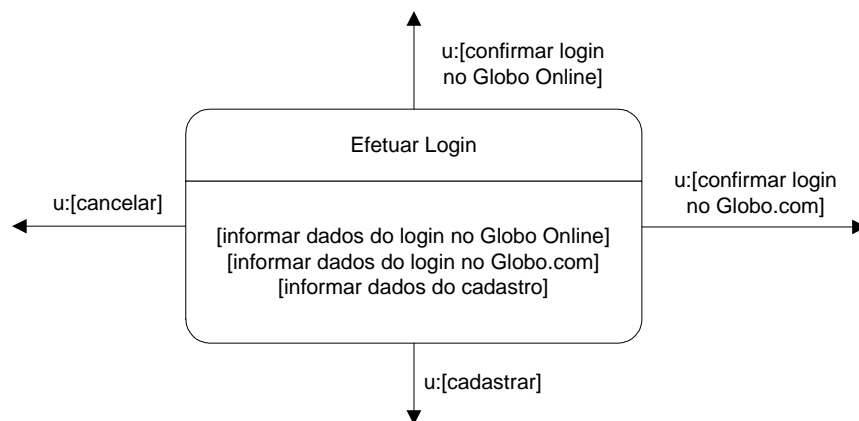 u:[confirmar login
no Globo Online]
Efetuar Login
u:[cancelar]
u:[confirmar login
no Globo.com]
[informar dados do login no Globo Online]
[informar dados do login no Globo.com]
[informar dados do cadastro]
u:[cadastrar]